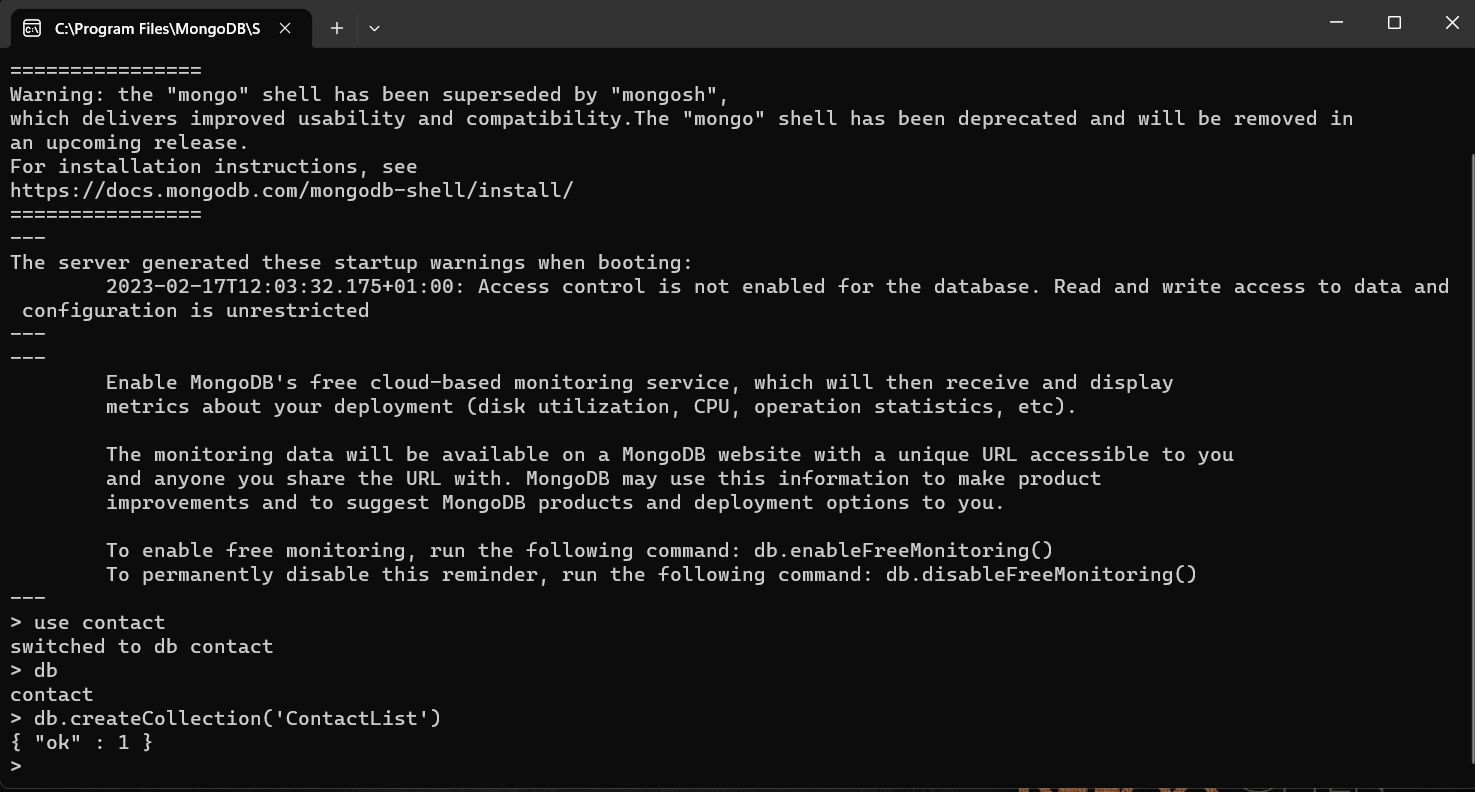 C:\Program Files\MongoDB\S
================
Warning: the "mongo" shell has been superseded by "mongosh",
which delivers improved usability and compatibility.The "mongo" shell has been deprecated and will be removed in
an upcoming release.
For installation instructions, see
https://docs.mongodb.com/mongodb-shell/install/
================
---
The server generated these startup warnings when booting:
        2023-02-17T12:03:32.175+01:00: Access control is not enabled for the database. Read and write access to data and
 configuration is unrestricted
---
---
        Enable MongoDB's free cloud-based monitoring service, which will then receive and display
        metrics about your deployment (disk utilization, CPU, operation statistics, etc).

        The monitoring data will be available on a MongoDB website with a unique URL accessible to you
        and anyone you share the URL with. MongoDB may use this information to make product
        improvements and to suggest MongoDB products and deployment options to you.

        To enable free monitoring, run the following command: db.enableFreeMonitoring()
        To permanently disable this reminder, run the following command: db.disableFreeMonitoring()
---
> use contact
switched to db contact
> db
contact
> db.createCollection('ContactList')
{ "ok" : 1 }
>